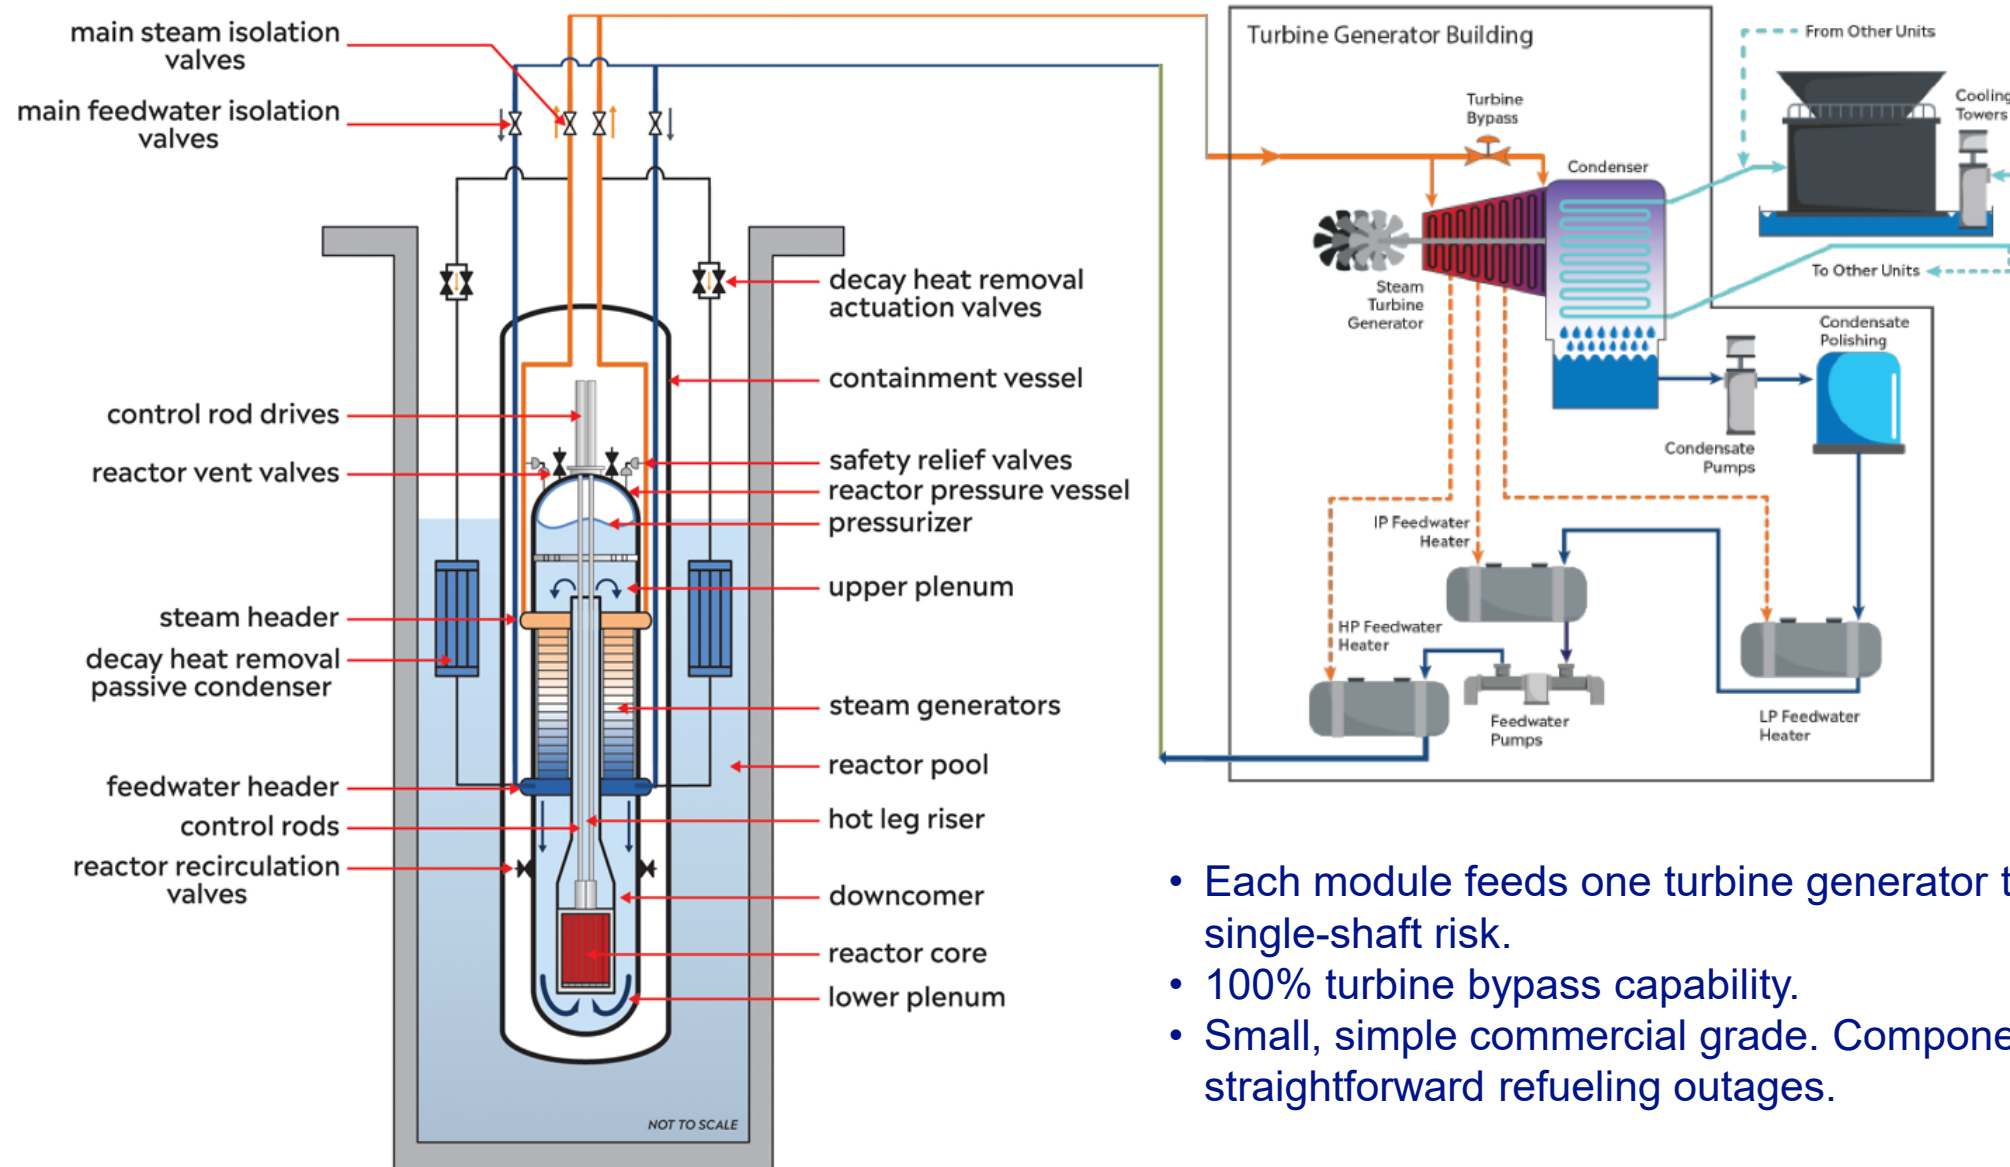 main steam isolation
valves
main feedwater isolation
valves
control rod drives
reactor vent valves
steam header
decay heat removal
passive condenser
feedwater header
control rods
reactor recirculation
valves
decay heat removal
actuation valves
containment vessel
safety relief valves
reactor pressure vessel
pressurizer
upper plenum
steam generators
reactor pool
hot leg riser
downcomer
reactor core
lower plenum
NOT TO SCALE
Turbine Generator Building
From Other Units
Cooling
Towers
Turbine
Bypass
Condenser
To Other Units
Steam
Turbine
Generator
Condensate
Polishing
Condensate
Pumps
IP Feedwater
Heater
HP Feedwater
Heater
Feedwater
Pumps
LP Feedwater
Heater
• Each module feeds one turbine generator
single-shaft risk.
• 100% turbine bypass capability.
• Small, simple commercial grade.
straightforward refueling outages.